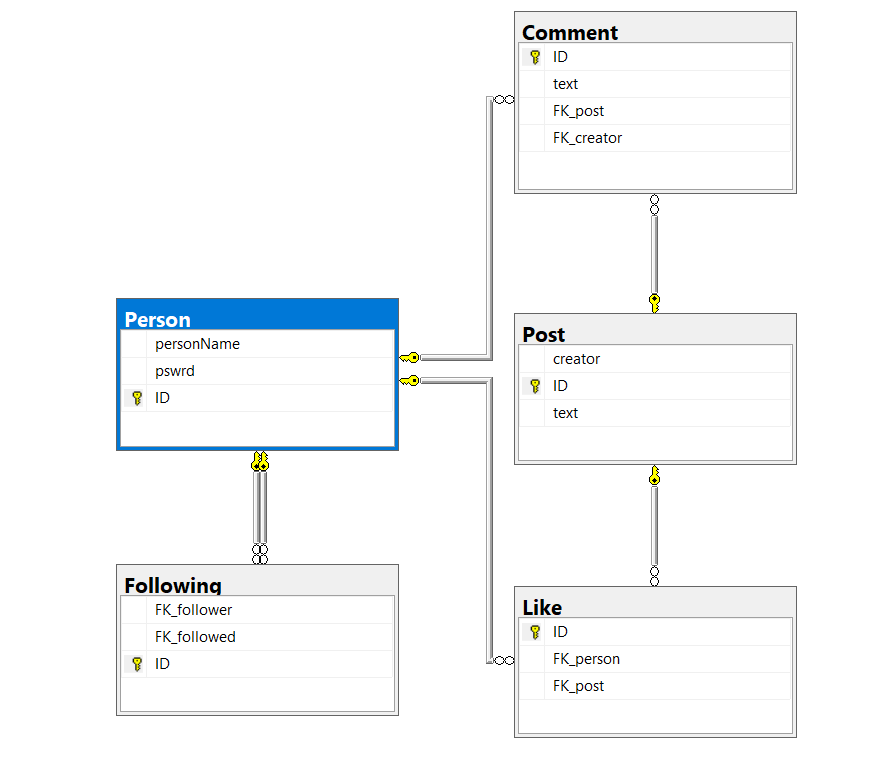 Comment
ID
text
FK_post
FK_creator
Person
personName
pswrd
ID
Post
creator
ID
text
Following
FK_follower
FK_followed
ID
Like
ID
FK_person
FK_post